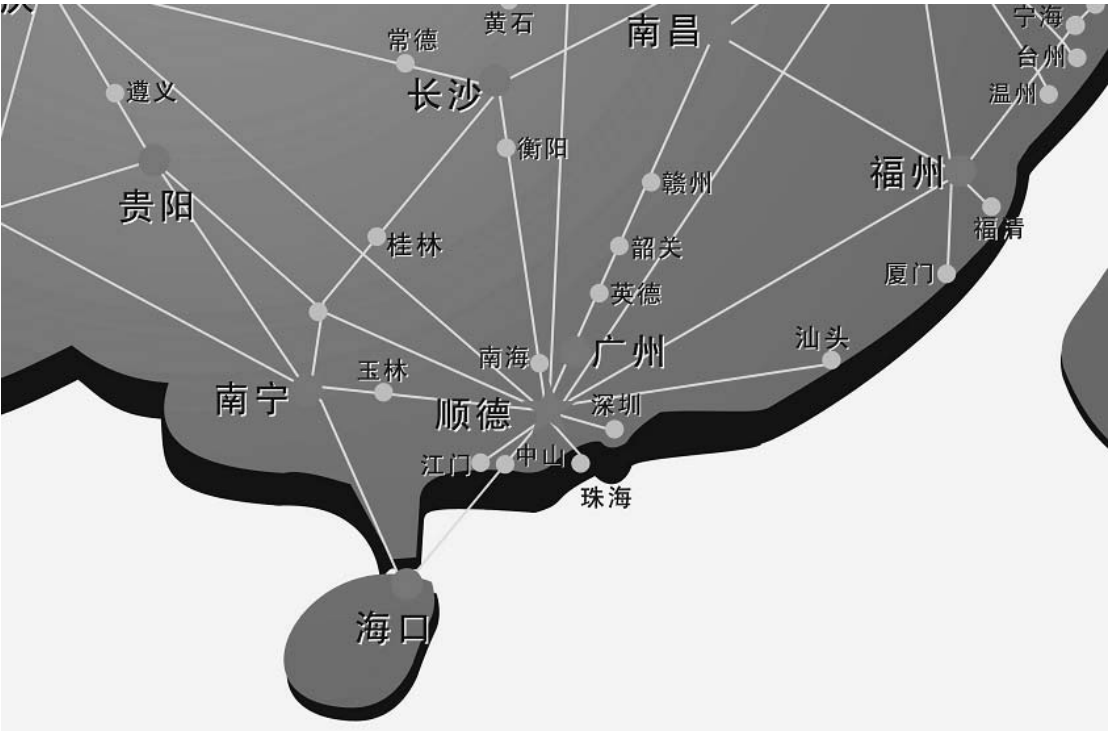 黄石
宁海
南昌
常德
台州
长沙
遵义
温州
衡阳
福州
赣州
贵阳
福清
桂林
韶关
厦门
英德
汕头
广州
南海
玉林
南宁
顺德
深圳
中山
江门
珠海
海口